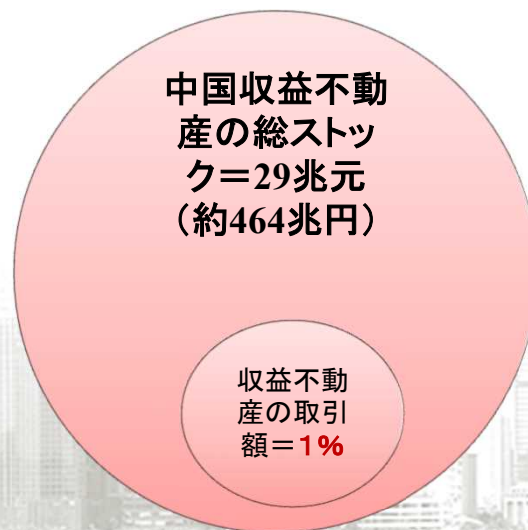 中国収益不動
産の総ストッ
ク＝29兆元
（約464兆円）
収益不動
産の取引
額＝1%